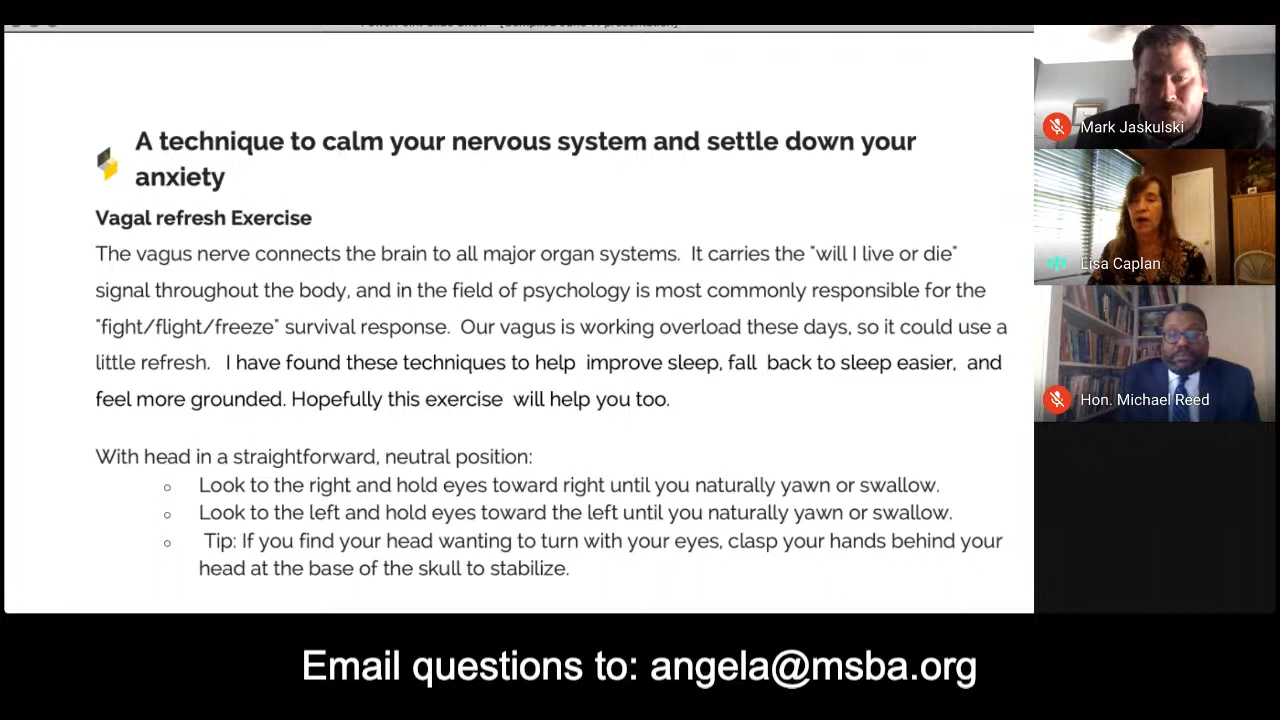 A technique to calm your nervous system and settle down your
anxiety
Vagal refresh Exercise
The vagus nerve connects the brain to all major organ systems. It carries the "will I live or die"
signal throughout the body, and in the field of psychology is most commonly responsible for the
"fight/flight/freeze" survival response. Our vagus is working overload these days, so it could use a
little refresh. I have found these techniques to help improve sleep, fall back to sleep easier, and
feel more grounded. Hopefully this exercise will help you too.
With head in a straightforward, neutral position:
Look to the right and hold eyes toward right until you naturally yawn or swallow.
Look to the left and hold eyes toward the left until you naturally yawn or swallow.
Tip: If you find your head wanting to turn with your eyes, clasp your hands behind your
head at the base of the skull to stabilize.
Mark Jaskulski
Lisa Caplan
Hon. Michael Reed
Email questions to: angela@msba.org